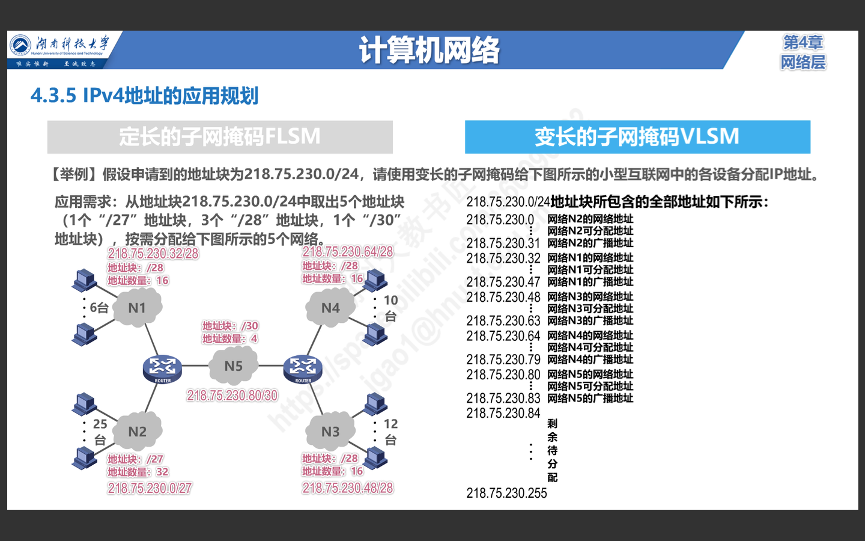 湖南科技大学
Hunan University of Science and Technology
唯实惟新 至诚致志
计算机网络
第4章
网络层
4.3.5 IPv4地址的应用规划
定长的子网掩码FLSM
变长的子网掩码VLSM
【举例】假设申请到的地址块为218.75.230.0/24，请使用变长的子网掩码给下图所示的小型互联网中的各设备分配IP地址。
应用需求：从地址块218.75.230.0/24中取出5个地址块
（1个“/27”地址块，3个“/28”地址块，1个“/30”
地址块），按需分配给下图所示的5个网络。
218.75.230.32/28
地址块：/28
地址数量：16
6台
N1
218.75.230.64/28
地址块：/28
地址数量：16
N4
10
台
地址块：/30
地址数量：4
N5
ROUTER
ROUTER
218.75.230.80/30
25
台
N2
地址块：/27
地址数量：32
218.75.230.0/27
N3
12
台
地址块：/28
地址数量：16
218.75.230.48/28
218.75.230.0/24地址块所包含的全部地址如下所示：
218.75.230.0 网络N2的网络地址
⋮ 网络N2可分配地址
218.75.230.31 网络N2的广播地址
218.75.230.32 网络N1的网络地址
⋮ 网络N1可分配地址
218.75.230.47 网络N1的广播地址
218.75.230.48 网络N3的网络地址
⋮ 网络N3可分配地址
218.75.230.63 网络N3的广播地址
218.75.230.64 网络N4的网络地址
⋮ 网络N4可分配地址
218.75.230.79 网络N4的广播地址
218.75.230.80 网络N5的网络地址
⋮ 网络N5可分配地址
218.75.230.83 网络N5的广播地址
218.75.230.84
⋮
剩
余
待
分
配
218.75.230.255